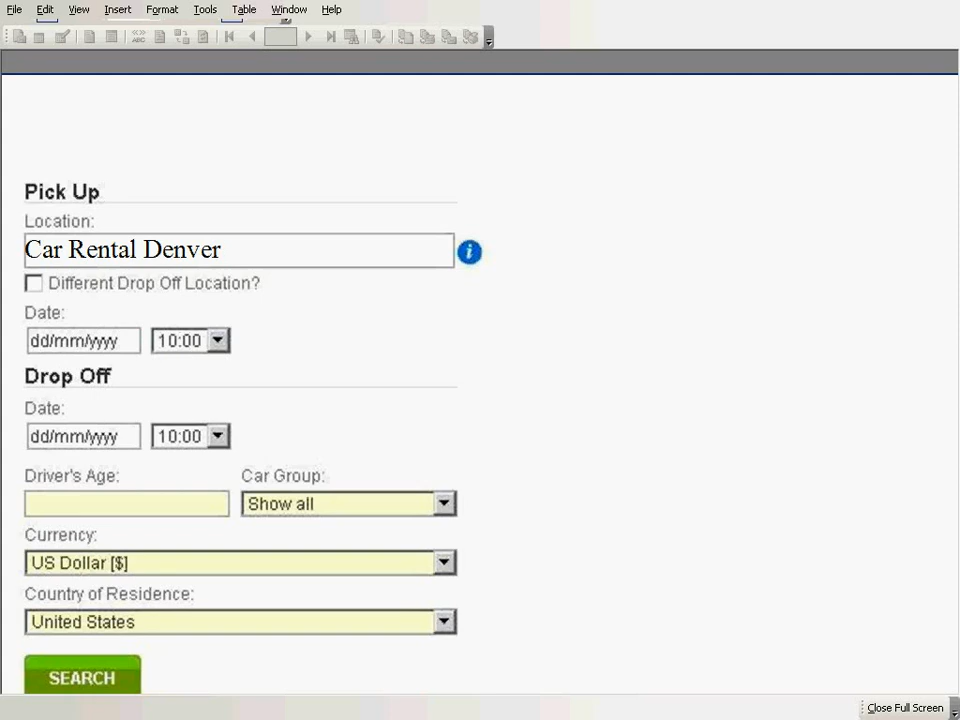 File Edit View Insert Format Tools Table Window Help
Pick Up
Location:
Car Rental Denver
i
Different Drop Off Location?
Date:
dd/mm/yyyy 10:00
Drop Off
Date:
dd/mm/yyyy 10:00
Driver's Age: Car Group:
Show all
Currency:
US Dollar [$]
Country of Residence:
United States
SEARCH
Close Full Screen